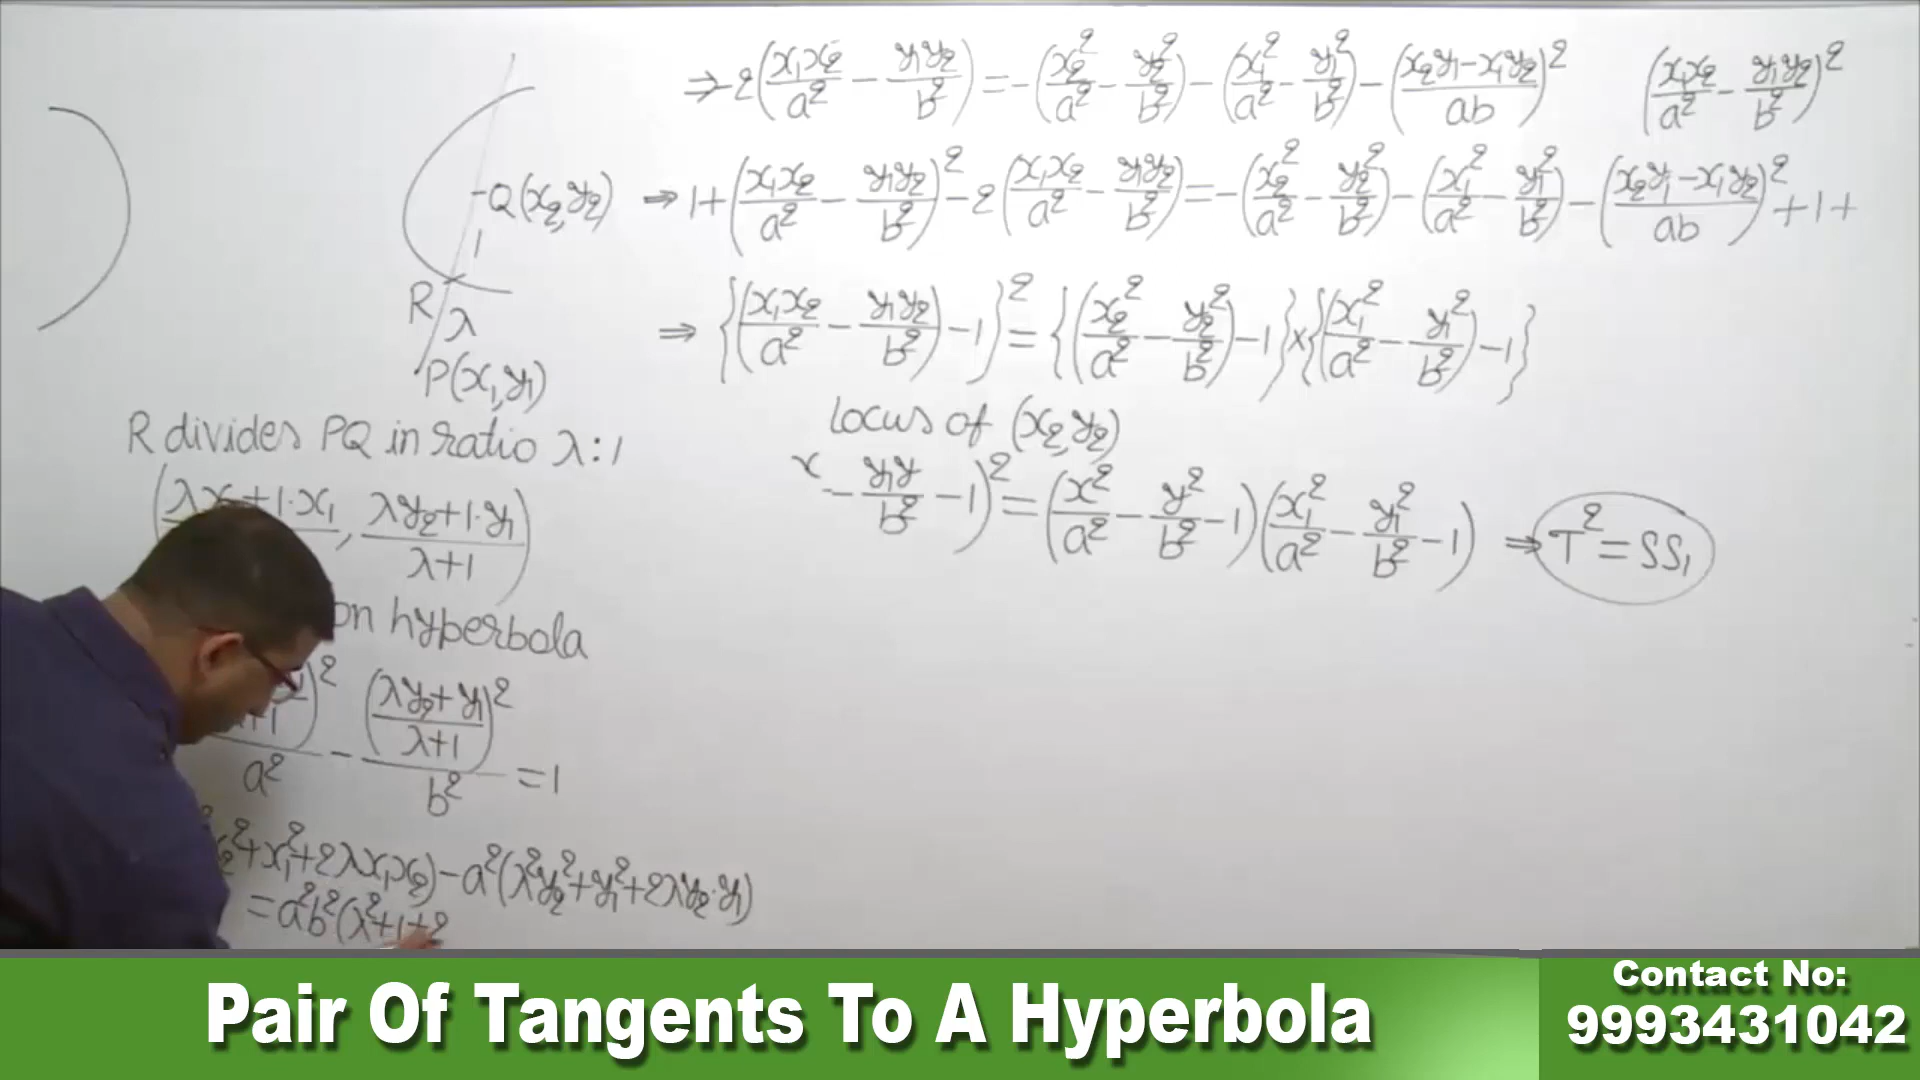 ⇒ -2(x₁x₂/a² - y₁y₂/b²) = -(x₂²/a² - y₂²/b²) - (x₁²/a² - y₁²/b²) - ((x₂y₁ - x₁y₂)/ab)² (x₁x₂/a² - y₁y₂/b²)²
⇒ 1 + (x₁x₂/a² - y₁y₂/b²)² - 2(x₁x₂/a² - y₁y₂/b²) = -(x₂²/a² - y₂²/b²) - (x₁²/a² - y₁²/b²) - ((x₂y₁ - x₁y₂)/ab)² + 1 +
⇒ {(x₁x₂/a² - y₁y₂/b²) - 1}² = {(x₂²/a² - y₂²/b²) - 1} × {(x₁²/a² - y₁²/b²) - 1}
locus of (x₂, y₂)
- y₁y/b² - 1)² = (x²/a² - y²/b² - 1)(x₁²/a² - y₁²/b² - 1) ⇒ T² = SS₁
Q(x₂, y₂)
1
R
λ
P(x₁, y₁)
R divides PQ in ratio λ : 1
+ 1·x₁, (λy₂ + 1·y₁)/(λ + 1))
on hyperbola
)²/a² - ((λy₂ + y₁)/(λ + 1))²/b² = 1
x₂² + x₁² + 2λx₁x₂) - a²(λ²y₂² + y₁² + 2λy₂·y₁)
= a²b²(λ² + 1 + 2
Pair Of Tangents To A Hyperbola
Contact No:
9993431042